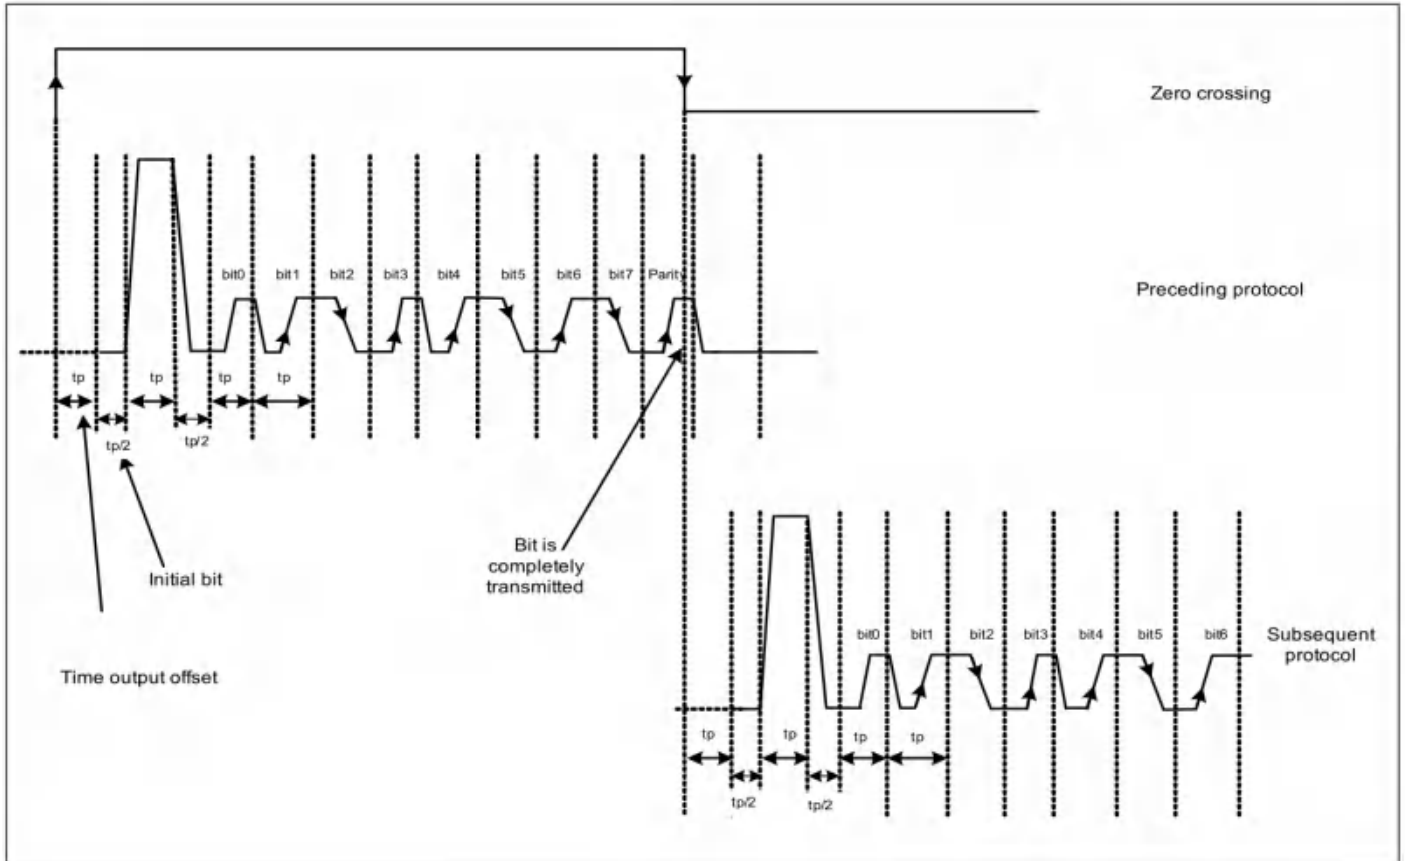 Zero crossing
Preceding protocol
bit0 bit1 bit2 bit3 bit4 bit5 bit6 bit7 Parity
tp tp tp tp
tp/2 tp/2
Initial bit
Time output offset
Bit is
completely
transmitted
bit0 bit1 bit2 bit3 bit4 bit5 bit6
Subsequent
protocol
tp tp tp tp
tp/2 tp/2